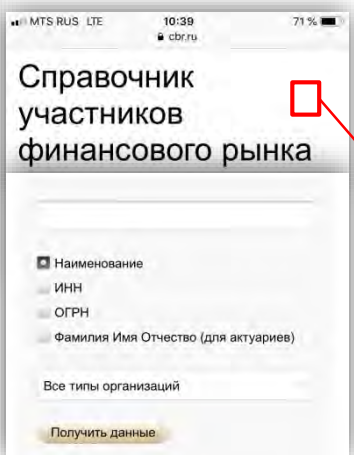 MTS RUS LTE 10:39 71 %
cbr.ru
Справочник
участников
финансового рынка
Наименование
ИНН
ОГРН
Фамилия Имя Отчество (для актуариев)
Все типы организаций
Получить данные